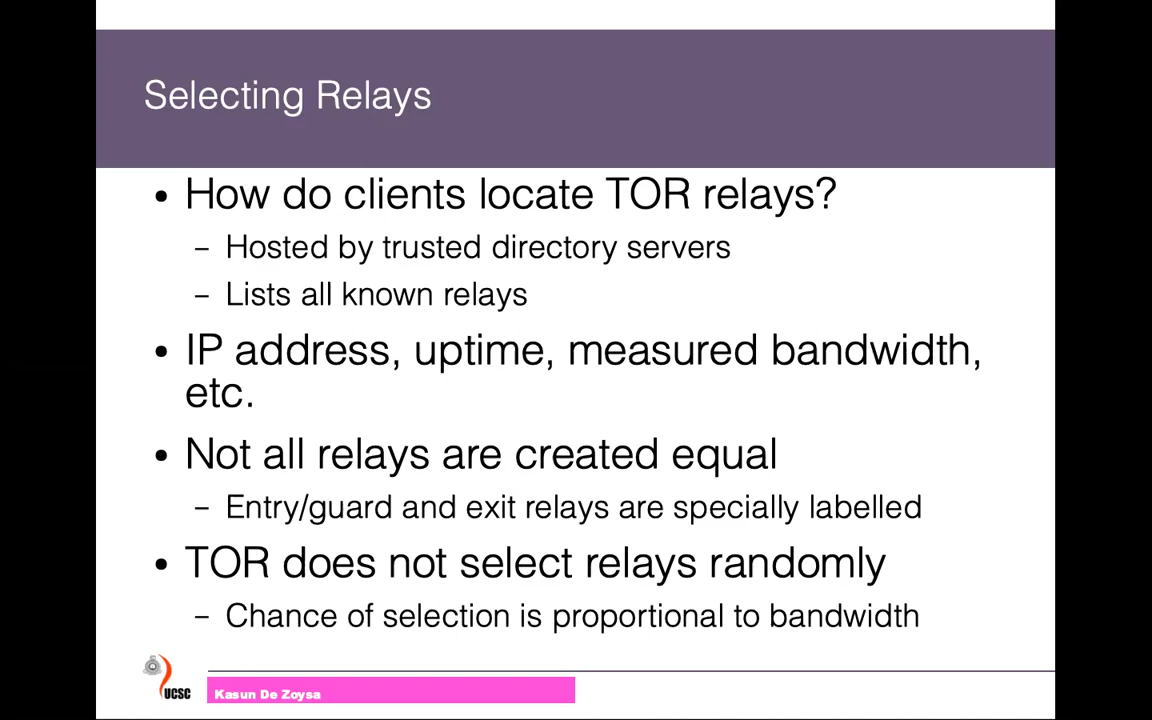 Selecting Relays
• How do clients locate TOR relays?
– Hosted by trusted directory servers
– Lists all known relays
• IP address, uptime, measured bandwidth,
etc.
• Not all relays are created equal
– Entry/guard and exit relays are specially labelled
• TOR does not select relays randomly
– Chance of selection is proportional to bandwidth
UCSC
Kasun De Zoysa